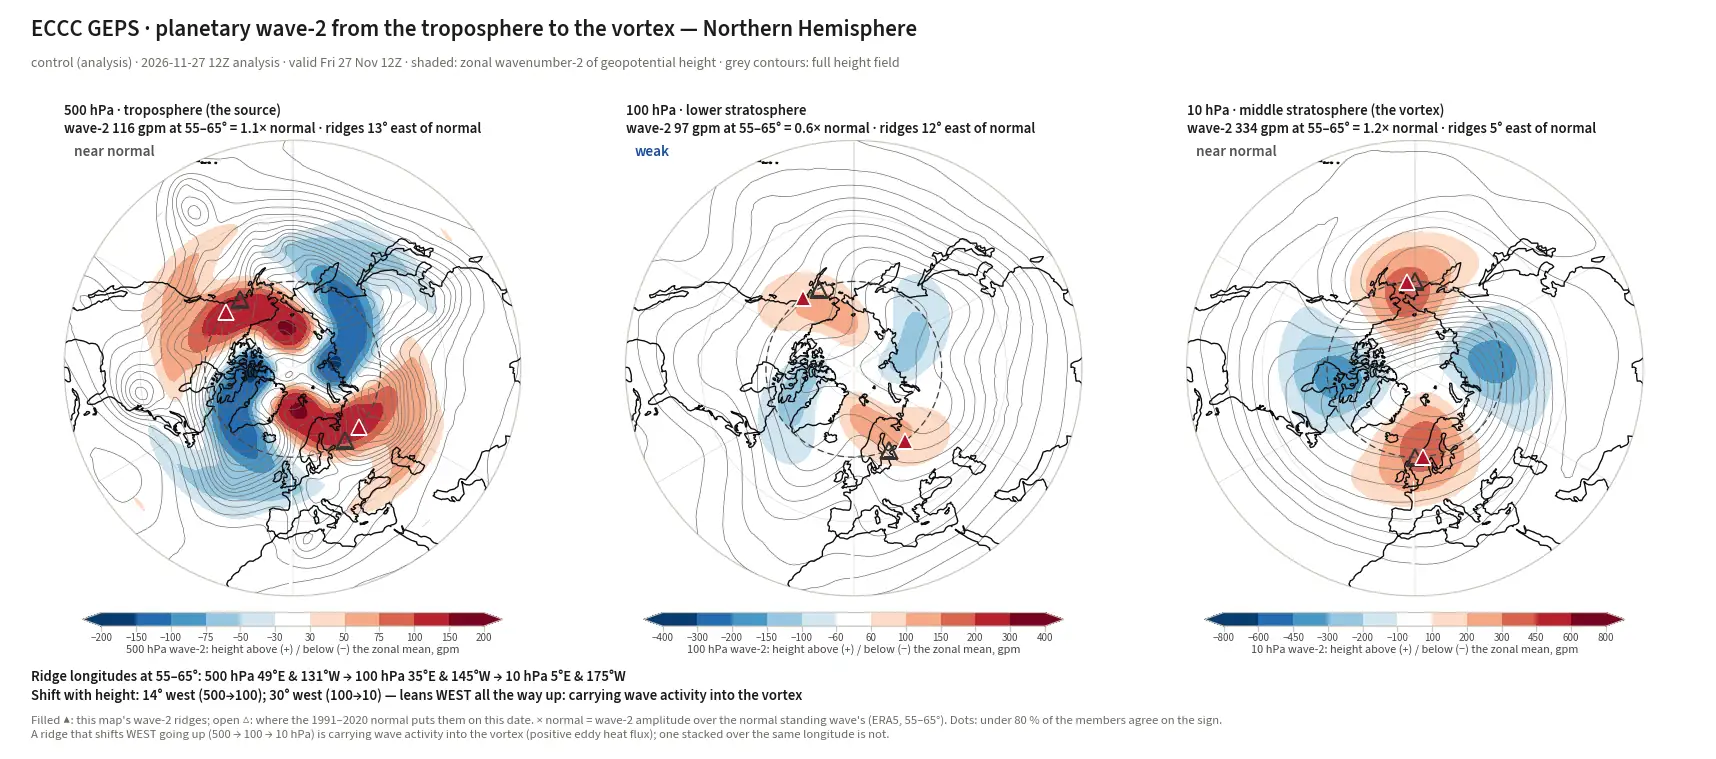 ECCC GEPS · planetary wave-2 from the troposphere to the vortex — Northern Hemisphere
control (analysis) · 2026-11-27 12Z analysis · valid Fri 27 Nov 12Z · shaded: zonal wavenumber-2 of geopotential height · grey contours: full height field
500 hPa · troposphere (the source)
wave-2 116 gpm at 55–65° = 1.1× normal · ridges 13° east of normal
near normal
100 hPa · lower stratosphere
wave-2 97 gpm at 55–65° = 0.6× normal · ridges 12° east of normal
weak
10 hPa · middle stratosphere (the vortex)
wave-2 334 gpm at 55–65° = 1.2× normal · ridges 5° east of normal
near normal
−200 −150 −100 −75 −50 −30 30 50 75 100 150 200
500 hPa wave-2: height above (+) / below (−) the zonal mean, gpm
−400 −300 −200 −150 −100 −60 60 100 150 200 300 400
100 hPa wave-2: height above (+) / below (−) the zonal mean, gpm
−800 −600 −450 −300 −200 −100 100 200 300 450 600 800
10 hPa wave-2: height above (+) / below (−) the zonal mean, gpm
Ridge longitudes at 55–65°: 500 hPa 49°E & 131°W → 100 hPa 35°E & 145°W → 10 hPa 5°E & 175°W
Shift with height: 14° west (500→100); 30° west (100→10) — leans WEST all the way up: carrying wave activity into the vortex
Filled ▲: this map's wave-2 ridges; open △: where the 1991–2020 normal puts them on this date. × normal = wave-2 amplitude over the normal standing wave's (ERA5, 55–65°). Dots: under 80 % of the members agree on the sign.
A ridge that shifts WEST going up (500 → 100 → 10 hPa) is carrying wave activity into the vortex (positive eddy heat flux); one stacked over the same longitude is not.